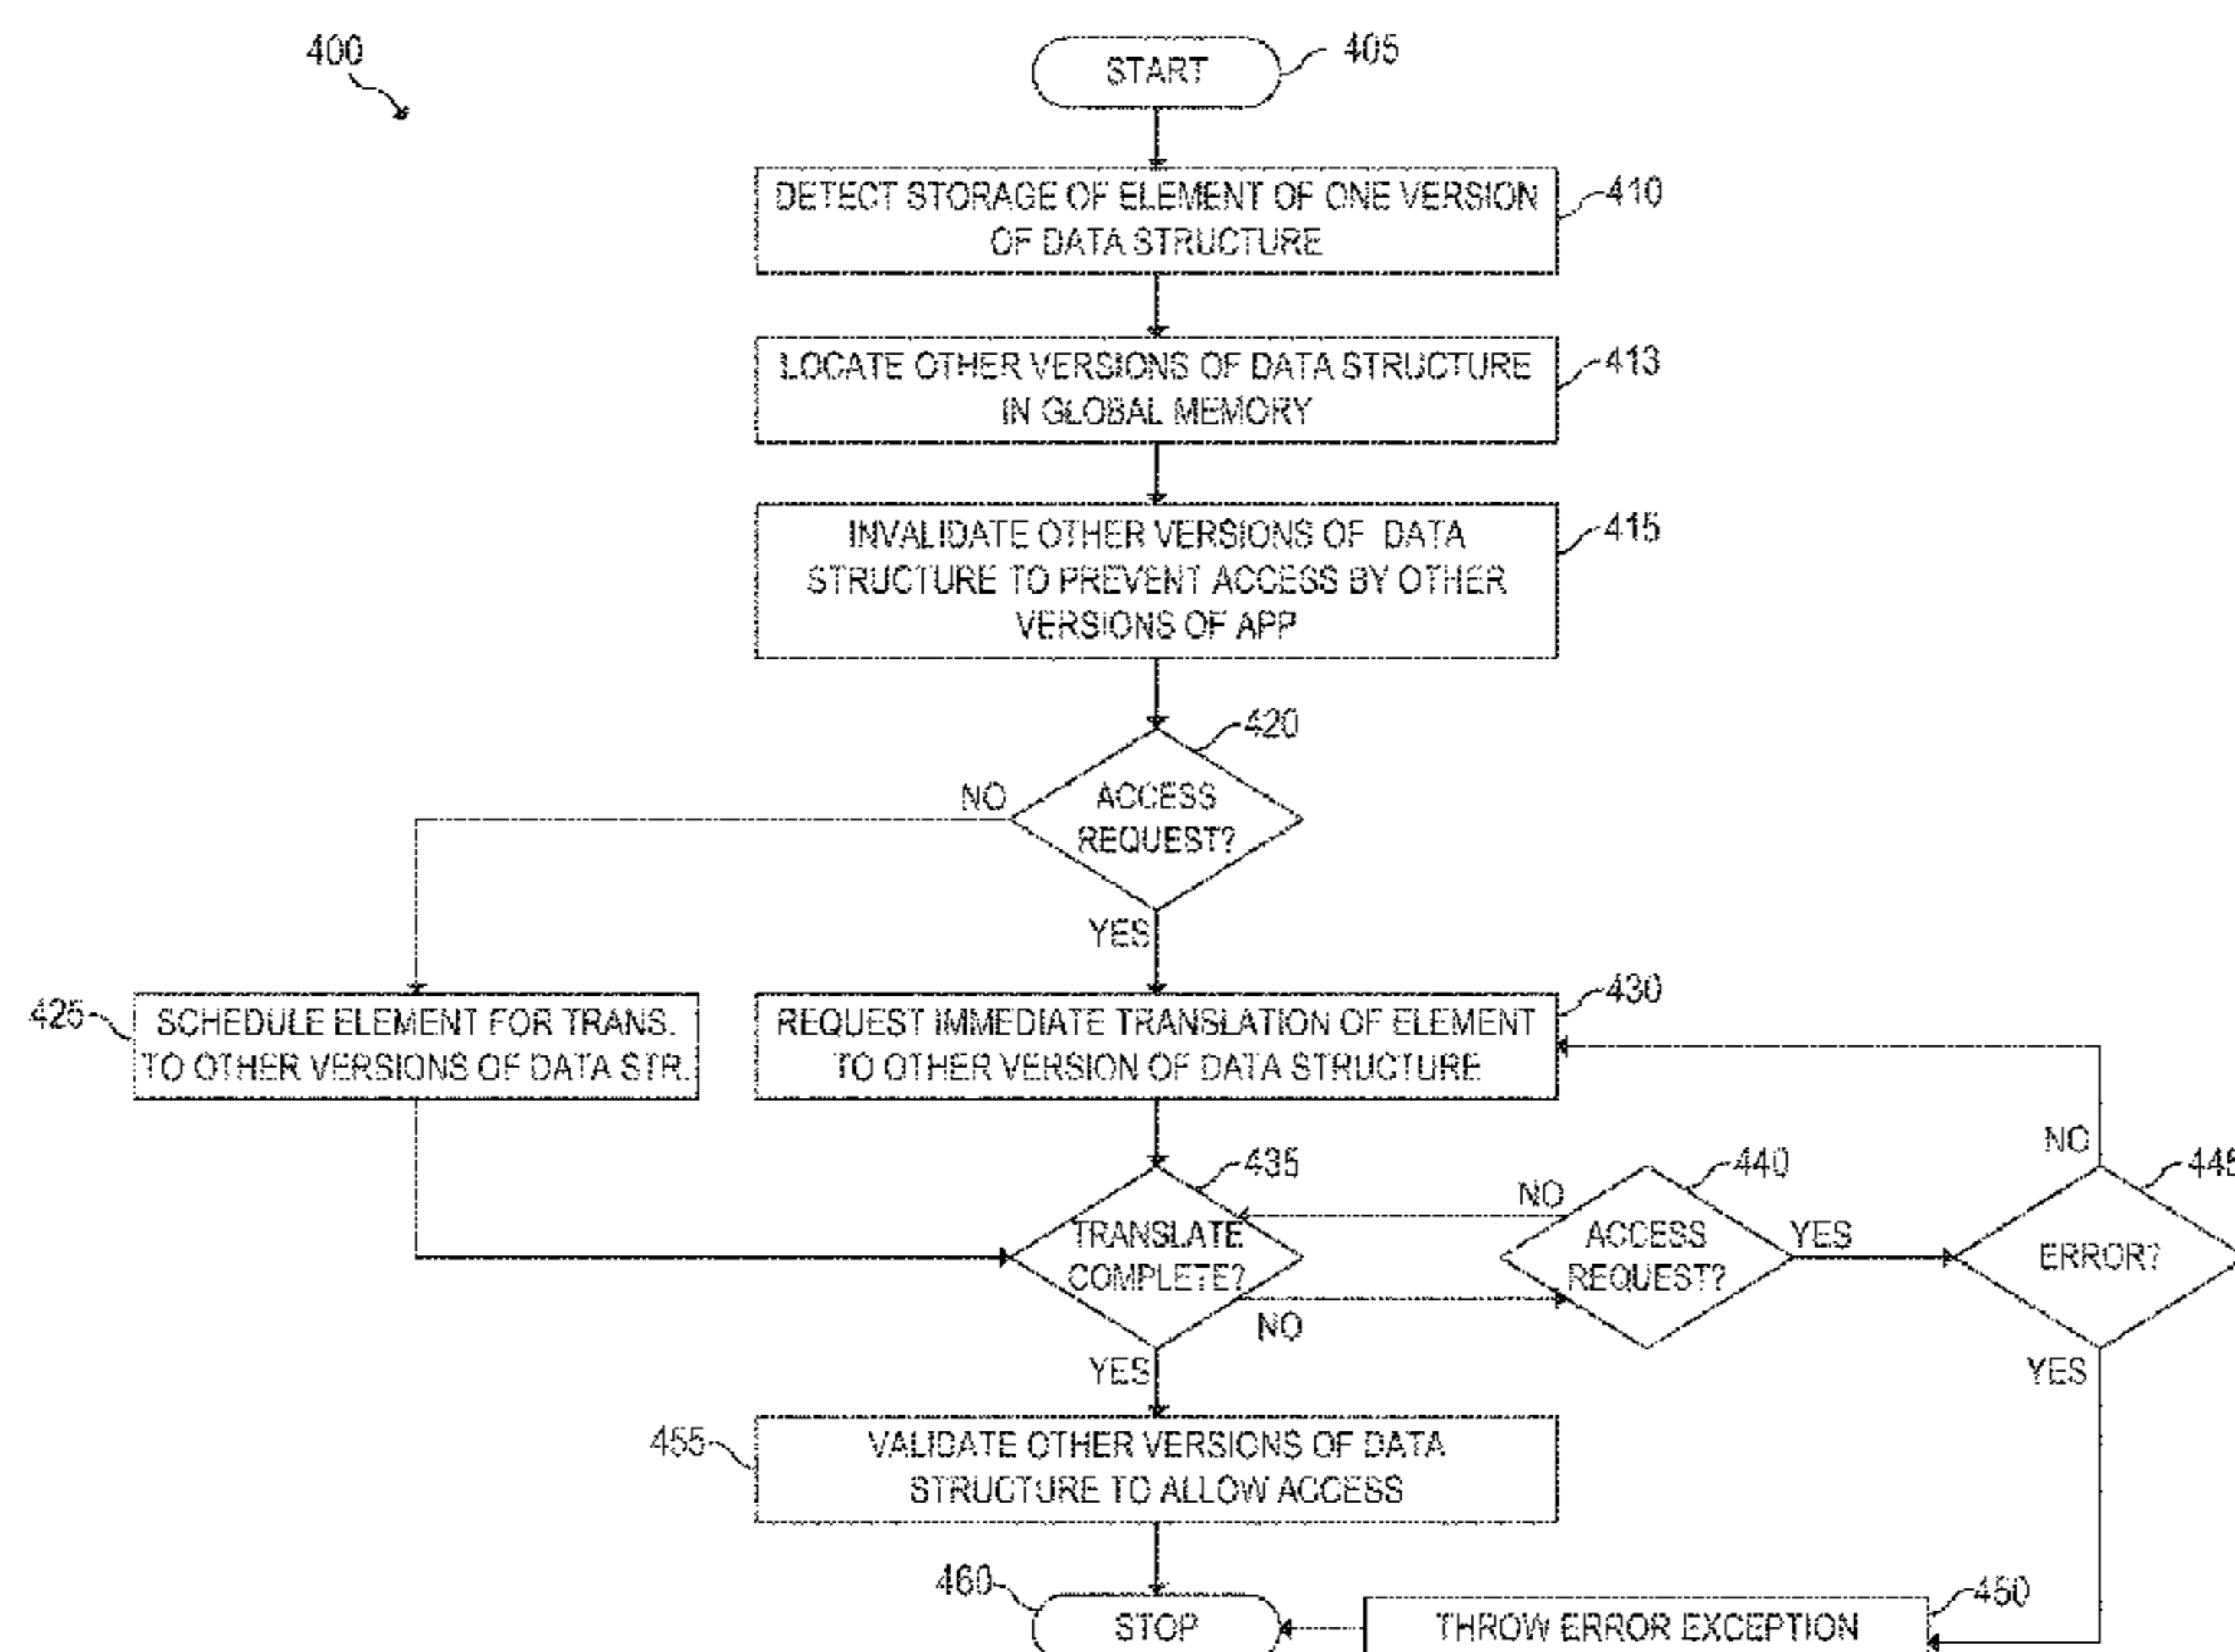 400
START
405
DETECT STORAGE OF ELEMENT OF ONE VERSION
OF DATA STRUCTURE
410
LOCATE OTHER VERSIONS OF DATA STRUCTURE
IN GLOBAL MEMORY
413
INVALIDATE OTHER VERSIONS OF DATA
STRUCTURE TO PREVENT ACCESS BY OTHER
VERSIONS OF APP
415
420
NO
ACCESS
REQUEST?
YES
425
SCHEDULE ELEMENT FOR TRANS.
TO OTHER VERSIONS OF DATA STR.
REQUEST IMMEDIATE TRANSLATION OF ELEMENT
TO OTHER VERSION OF DATA STRUCTURE
430
435
TRANSLATE
COMPLETE?
NO
NO
YES
440
ACCESS
REQUEST?
YES
445
NO
ERROR?
YES
455
VALIDATE OTHER VERSIONS OF DATA
STRUCTURE TO ALLOW ACCESS
460
STOP
THROW ERROR EXCEPTION
450